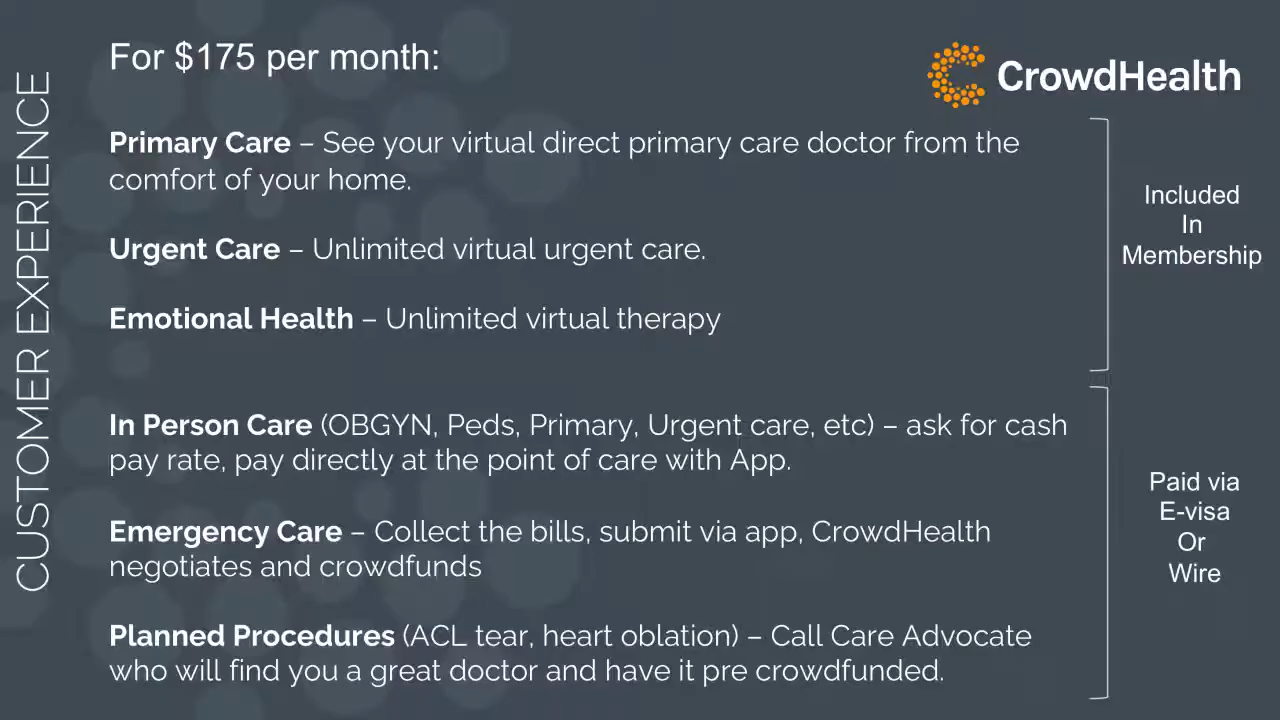 For $175 per month:
CrowdHealth
CUSTOMER EXPERIENCE
Primary Care – See your virtual direct primary care doctor from the
comfort of your home.
Urgent Care – Unlimited virtual urgent care.
Emotional Health – Unlimited virtual therapy
Included
In
Membership
In Person Care (OBGYN, Peds, Primary, Urgent care, etc) – ask for cash
pay rate, pay directly at the point of care with App.
Emergency Care – Collect the bills, submit via app, CrowdHealth
negotiates and crowdfunds
Planned Procedures (ACL tear, heart oblation) – Call Care Advocate
who will find you a great doctor and have it pre crowdfunded.
Paid via
E-visa
Or
Wire